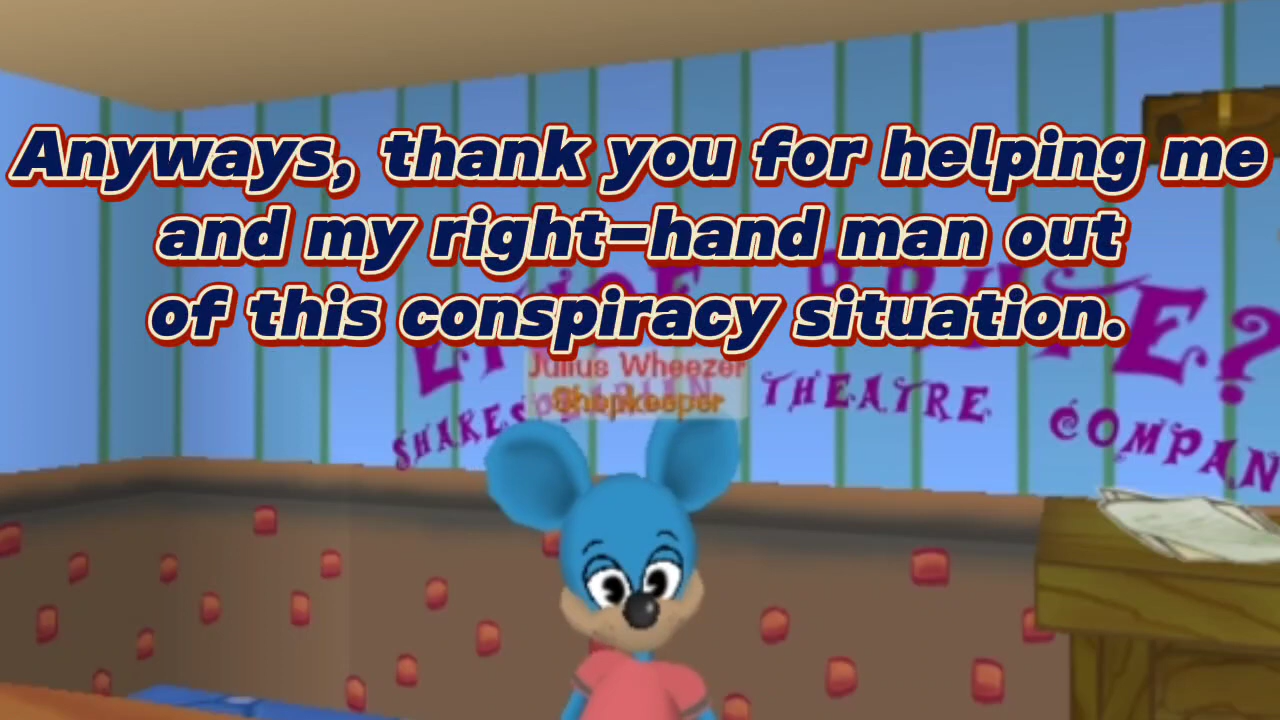 Anyways, thank you for helping me
and my right-hand man out
of this conspiracy situation.
Julius Wheezer
Shopkeeper
THEATRE
COMPAN